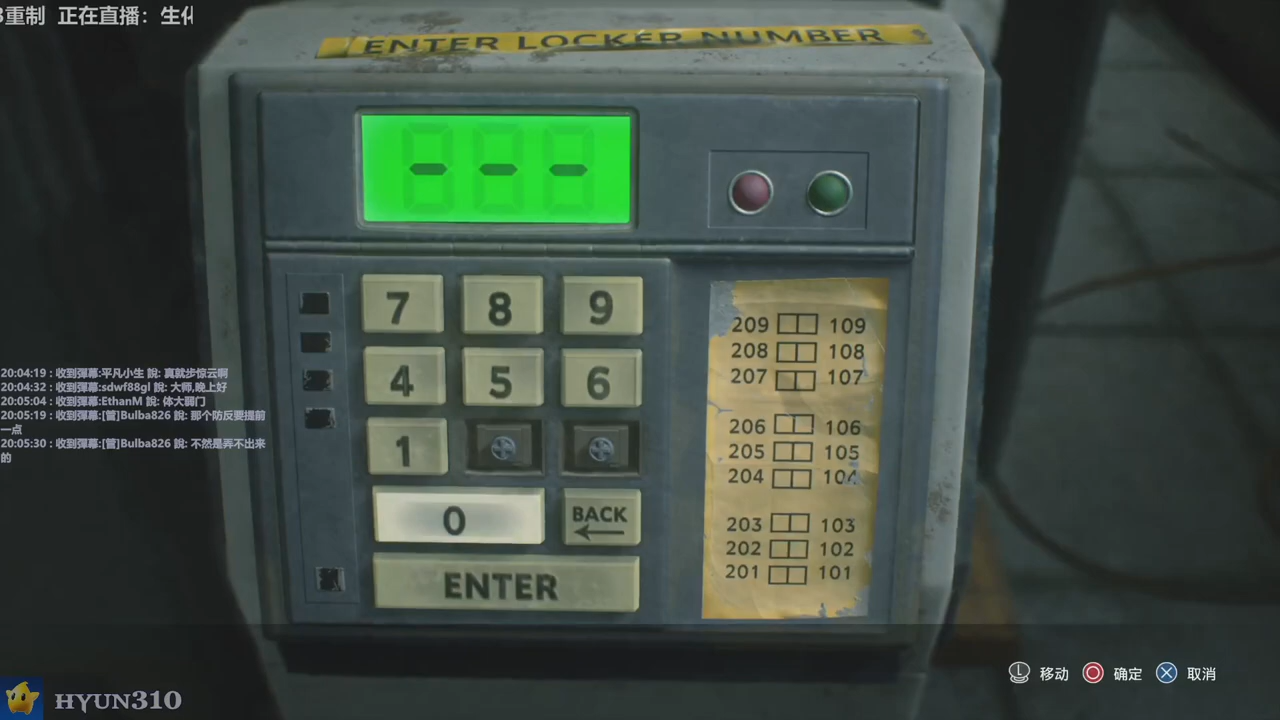 3重制 正在直播：生化
ENTER LOCKER NUMBER
- - -
7 8 9
4 5 6
1
0 BACK
ENTER
209 109
208 108
207 107
206 106
205 105
204 104
203 103
202 102
201 101
20:04:19 : 收到彈幕:平凡小生 說: 真就步惊云啊
20:04:32 : 收到彈幕:sdwf88gl 說: 大师,晚上好
20:05:04 : 收到彈幕:EthanM 說: 体大弱门
20:05:19 : 收到彈幕:[管]Bulba826 說: 那个防反要提前
一点
20:05:30 : 收到彈幕:[管]Bulba826 說: 不然是弄不出来
的
移动 确定 取消
HYUN310